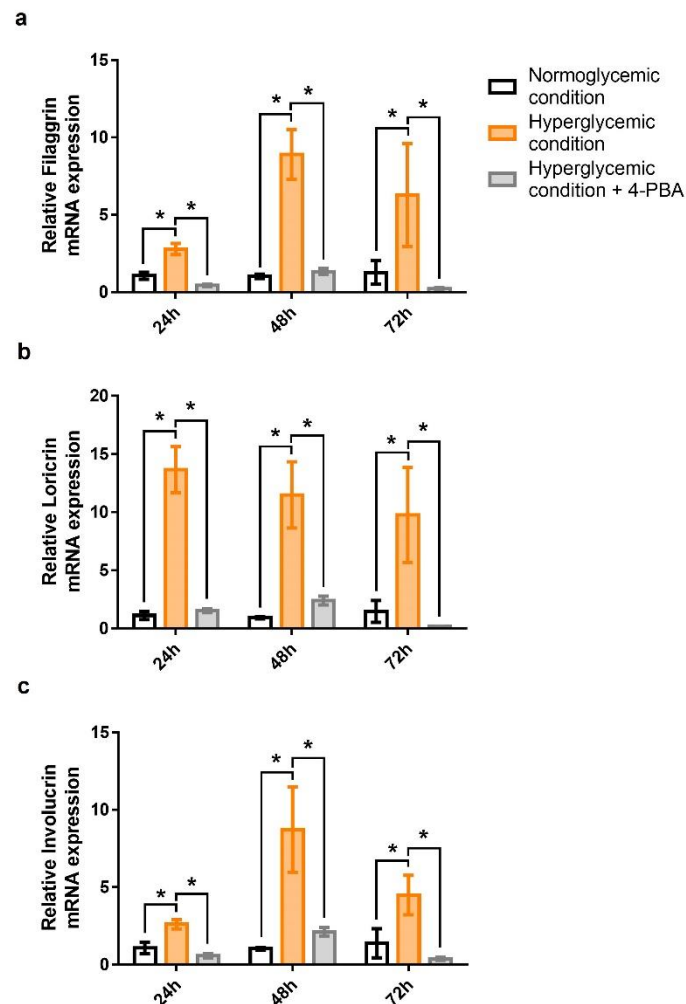 a
Relative Filaggrin
mRNA expression
15
10
5
0
* * * * * *
24h 48h 72h
Normoglycemic
condition
Hyperglycemic
condition
Hyperglycemic
condition + 4-PBA
b
Relative Loricrin
mRNA expression
20
15
10
5
0
* * * * * *
24h 48h 72h
c
Relative Involucrin
mRNA expression
15
10
5
0
* * * * * *
24h 48h 72h